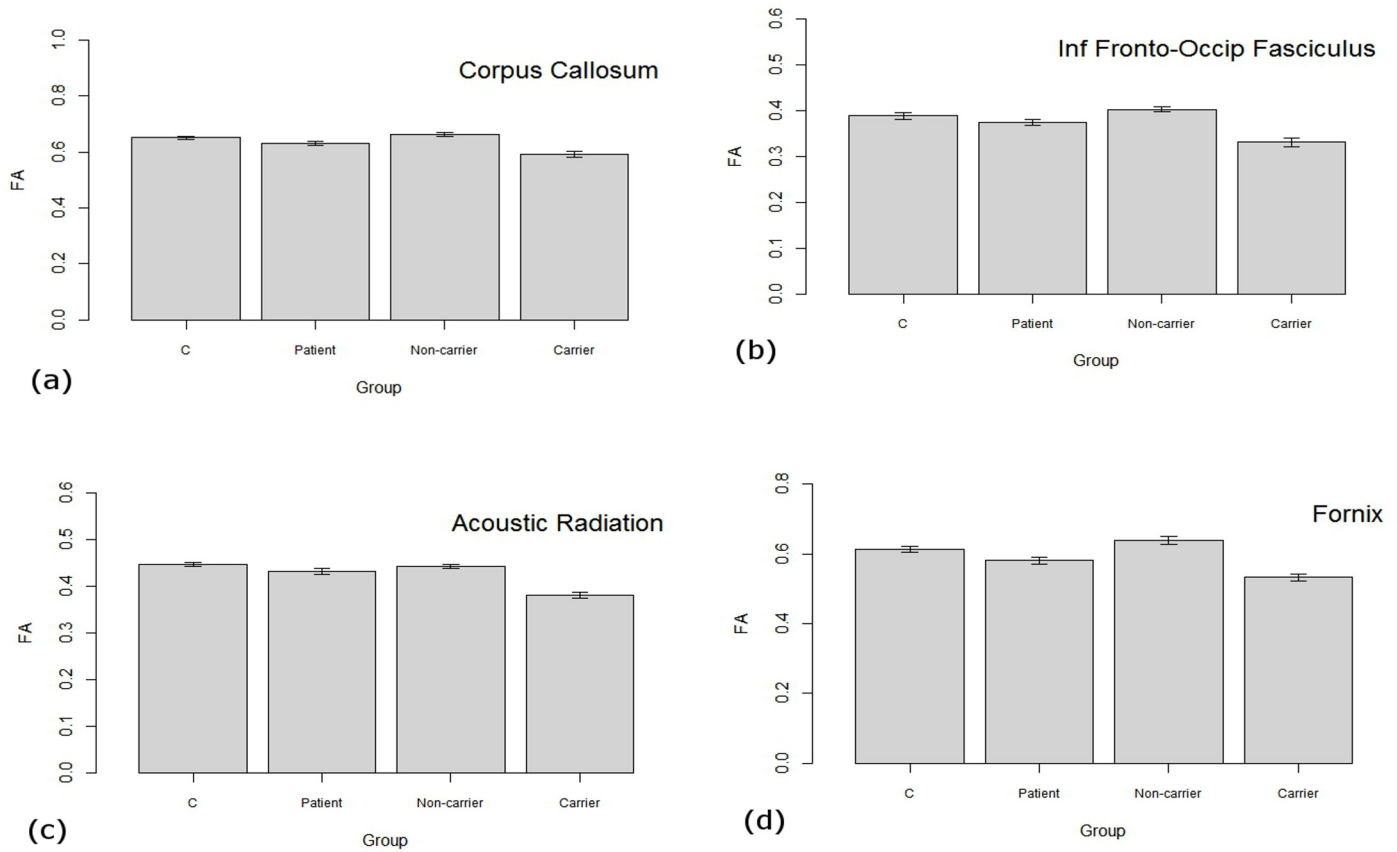 Corpus Callosum
1.0
0.8
0.6
0.4
0.2
0.0
FA
C Patient Non-carrier Carrier
Group
(a)
Inf Fronto-Occip Fasciculus
0.6
0.5
0.4
0.3
0.2
0.1
0.0
FA
C Patient Non-carrier Carrier
Group
(b)
Acoustic Radiation
0.6
0.5
0.4
0.3
0.2
0.1
0.0
FA
C Patient Non-carrier Carrier
Group
(c)
Fornix
0.8
0.6
0.4
0.2
0.0
FA
C Patient Non-carrier Carrier
Group
(d)